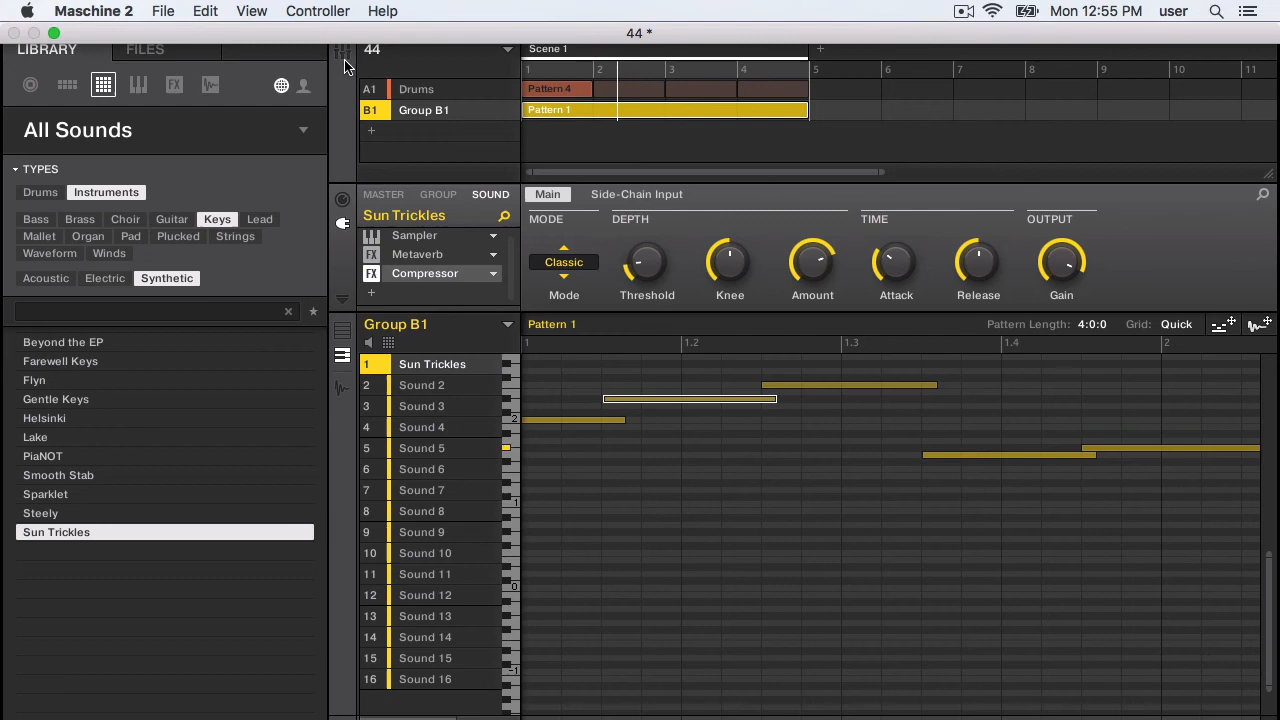 Maschine 2 File Edit View Controller Help Mon 12:55 PM user
44 *
LIBRARY FILES 44 Scene 1
1 2 3 4 5 6 7 8 9 10 11
A1 Drums Pattern 4
B1 Group B1 Pattern 1
All Sounds
TYPES
Drums Instruments
Bass Brass Choir Guitar Keys Lead
Mallet Organ Pad Plucked Strings
Waveform Winds
Acoustic Electric Synthetic
Beyond the EP
Farewell Keys
Flyn
Gentle Keys
Helsinki
Lake
PiaNOT
Smooth Stab
Sparklet
Steely
Sun Trickles
MASTER GROUP SOUND
Sun Trickles
Sampler
FX Metaverb
FX Compressor
Main Side-Chain Input
MODE DEPTH TIME OUTPUT
Classic
Mode Threshold Knee Amount Attack Release Gain
Group B1 Pattern 1 Pattern Length: 4:0:0 Grid: Quick
1 1.2 1.3 1.4 2
1 Sun Trickles
2 Sound 2
3 Sound 3
4 Sound 4
5 Sound 5
6 Sound 6
7 Sound 7
8 Sound 8
9 Sound 9
10 Sound 10
11 Sound 11
12 Sound 12
13 Sound 13
14 Sound 14
15 Sound 15
16 Sound 16
2
1
0
-1